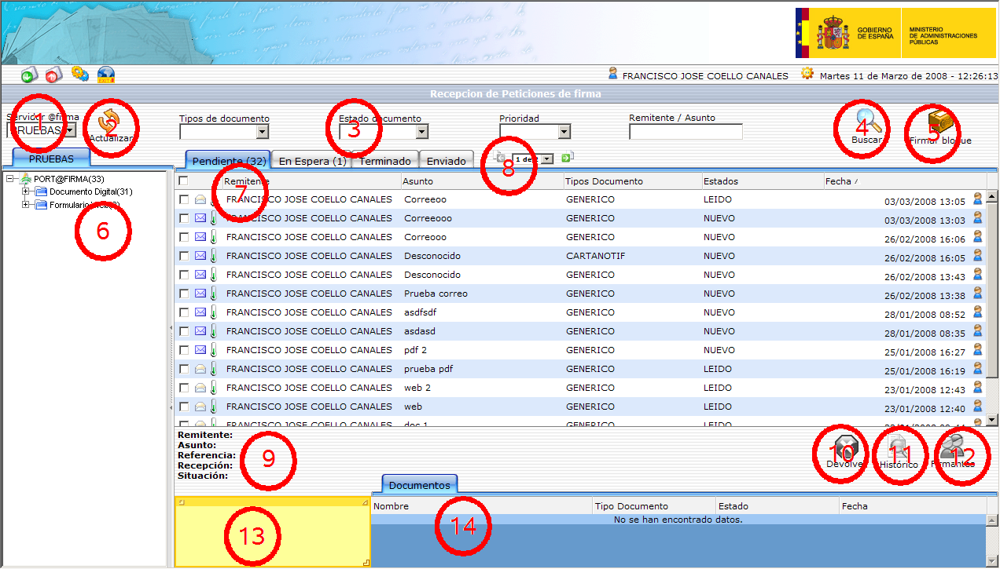 GOBIERNO DE ESPAÑA
MINISTERIO DE ADMINISTRACIONES PÚBLICAS
EXIT
FRANCISCO JOSE COELLO CANALES Martes 11 de Marzo de 2008 - 12:26:13
Recepcion de Peticiones de firma
Servidor @firma
PRUEBAS
1
Actualizar
2
Tipos de documento
Estado documento
3
Prioridad
Remitente / Asunto
Buscar
4
Firmar bloque
5
PRUEBAS
Pendiente (32) En Espera (1) Terminado Enviado
1 de 2
8
PORT@FIRMA(33)
Documento Digital(31)
6
7
Remitente Asunto Tipos Documento Estados Fecha
FRANCISCO JOSE COELLO CANALES Correeoo GENERICO LEIDO 03/03/2008 13:05
FRANCISCO JOSE COELLO CANALES Correeooo GENERICO NUEVO 03/03/2008 13:03
FRANCISCO JOSE COELLO CANALES Correooo GENERICO NUEVO 26/02/2008 16:06
FRANCISCO JOSE COELLO CANALES Desconocido CARTANOTIF NUEVO 26/02/2008 16:05
FRANCISCO JOSE COELLO CANALES Desconocido GENERICO NUEVO 26/02/2008 13:43
FRANCISCO JOSE COELLO CANALES Prueba correo GENERICO NUEVO 26/02/2008 13:38
FRANCISCO JOSE COELLO CANALES asdfsdf GENERICO NUEVO 28/01/2008 08:52
FRANCISCO JOSE COELLO CANALES asdasd GENERICO NUEVO 28/01/2008 08:35
FRANCISCO JOSE COELLO CANALES pdf 2 GENERICO NUEVO 25/01/2008 16:27
FRANCISCO JOSE COELLO CANALES prueba pdf GENERICO LEIDO 25/01/2008 16:19
FRANCISCO JOSE COELLO CANALES web 2 GENERICO LEIDO 23/01/2008 12:43
FRANCISCO JOSE COELLO CANALES web GENERICO LEIDO 23/01/2008 12:40
FRANCISCO JOSE COELLO CANALES doc 1 GENERICO LEIDO
Remitente:
Asunto:
Referencia:
Recepción:
Situación:
9
Devolver
10
Histórico
11
Firmantes
12
Documentos
Nombre Tipo Documento Estado Fecha
No se han encontrado datos.
13
14